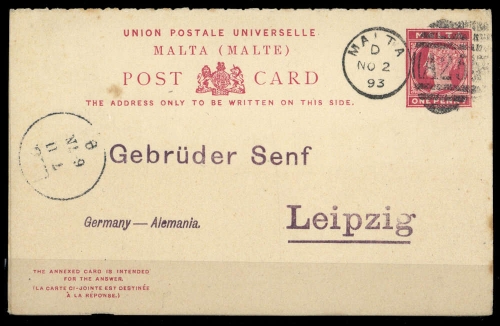 UNION POSTALE UNIVERSELLE
MALTA (MALTE)
POST CARD
THE ADDRESS ONLY TO BE WRITTEN ON THIS SIDE.
MALTA
D
NO 2
93
MALTA
ONE PENNY
Gebrüder Senf
Germany — Alemania.
Leipzig
THE ANNEXED CARD IS INTENDED
FOR THE ANSWER.
(LA CARTE CI-JOINTE EST DESTINÉE
À LA RÉPONSE.)